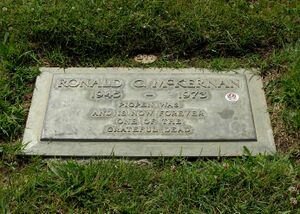 RONALD C. McKERNAN
1945 – 1973
PIGPEN WAS
AND IS NOW FOREVER
ONE OF THE
GRATEFUL DEAD